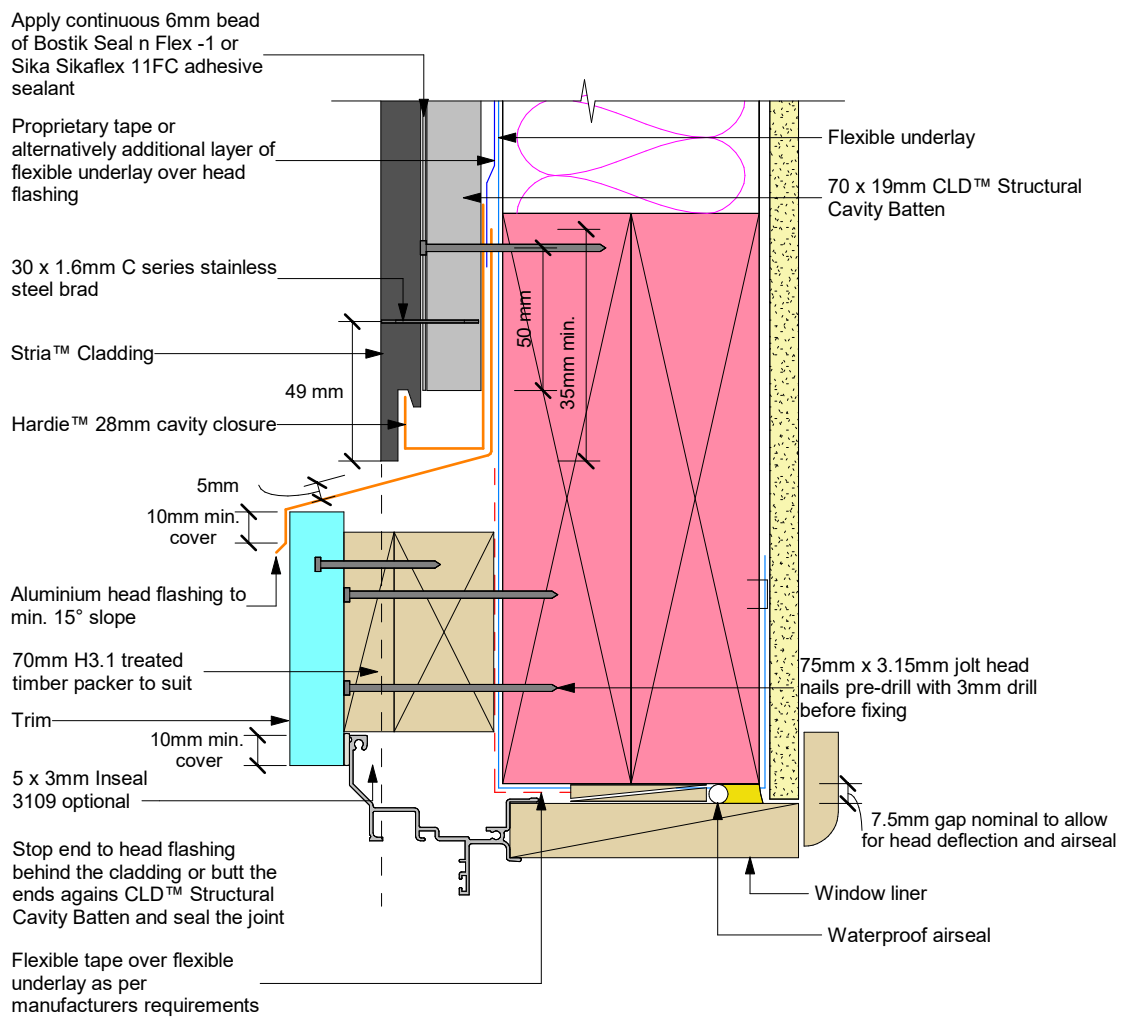 Apply continuous 6mm bead
of Bostik Seal n Flex -1 or
Sika Sikaflex 11FC adhesive
sealant
Proprietary tape or
alternatively additional layer of
flexible underlay over head
flashing
30 x 1.6mm C series stainless
steel brad
Stria™ Cladding
49 mm
Hardie™ 28mm cavity closure
5mm
10mm min.
cover
Aluminium head flashing to
min. 15° slope
70mm H3.1 treated
timber packer to suit
Trim
10mm min.
cover
5 x 3mm Inseal
3109 optional
Stop end to head flashing
behind the cladding or butt the
ends agains CLD™ Structural
Cavity Batten and seal the joint
Flexible tape over flexible
underlay as per
manufacturers requirements
50 mm
35mm min.
Flexible underlay
70 x 19mm CLD™ Structural
Cavity Batten
75mm x 3.15mm jolt head
nails pre-drill with 3mm drill
before fixing
7.5mm gap nominal to allow
for head deflection and airseal
Window liner
Waterproof airseal